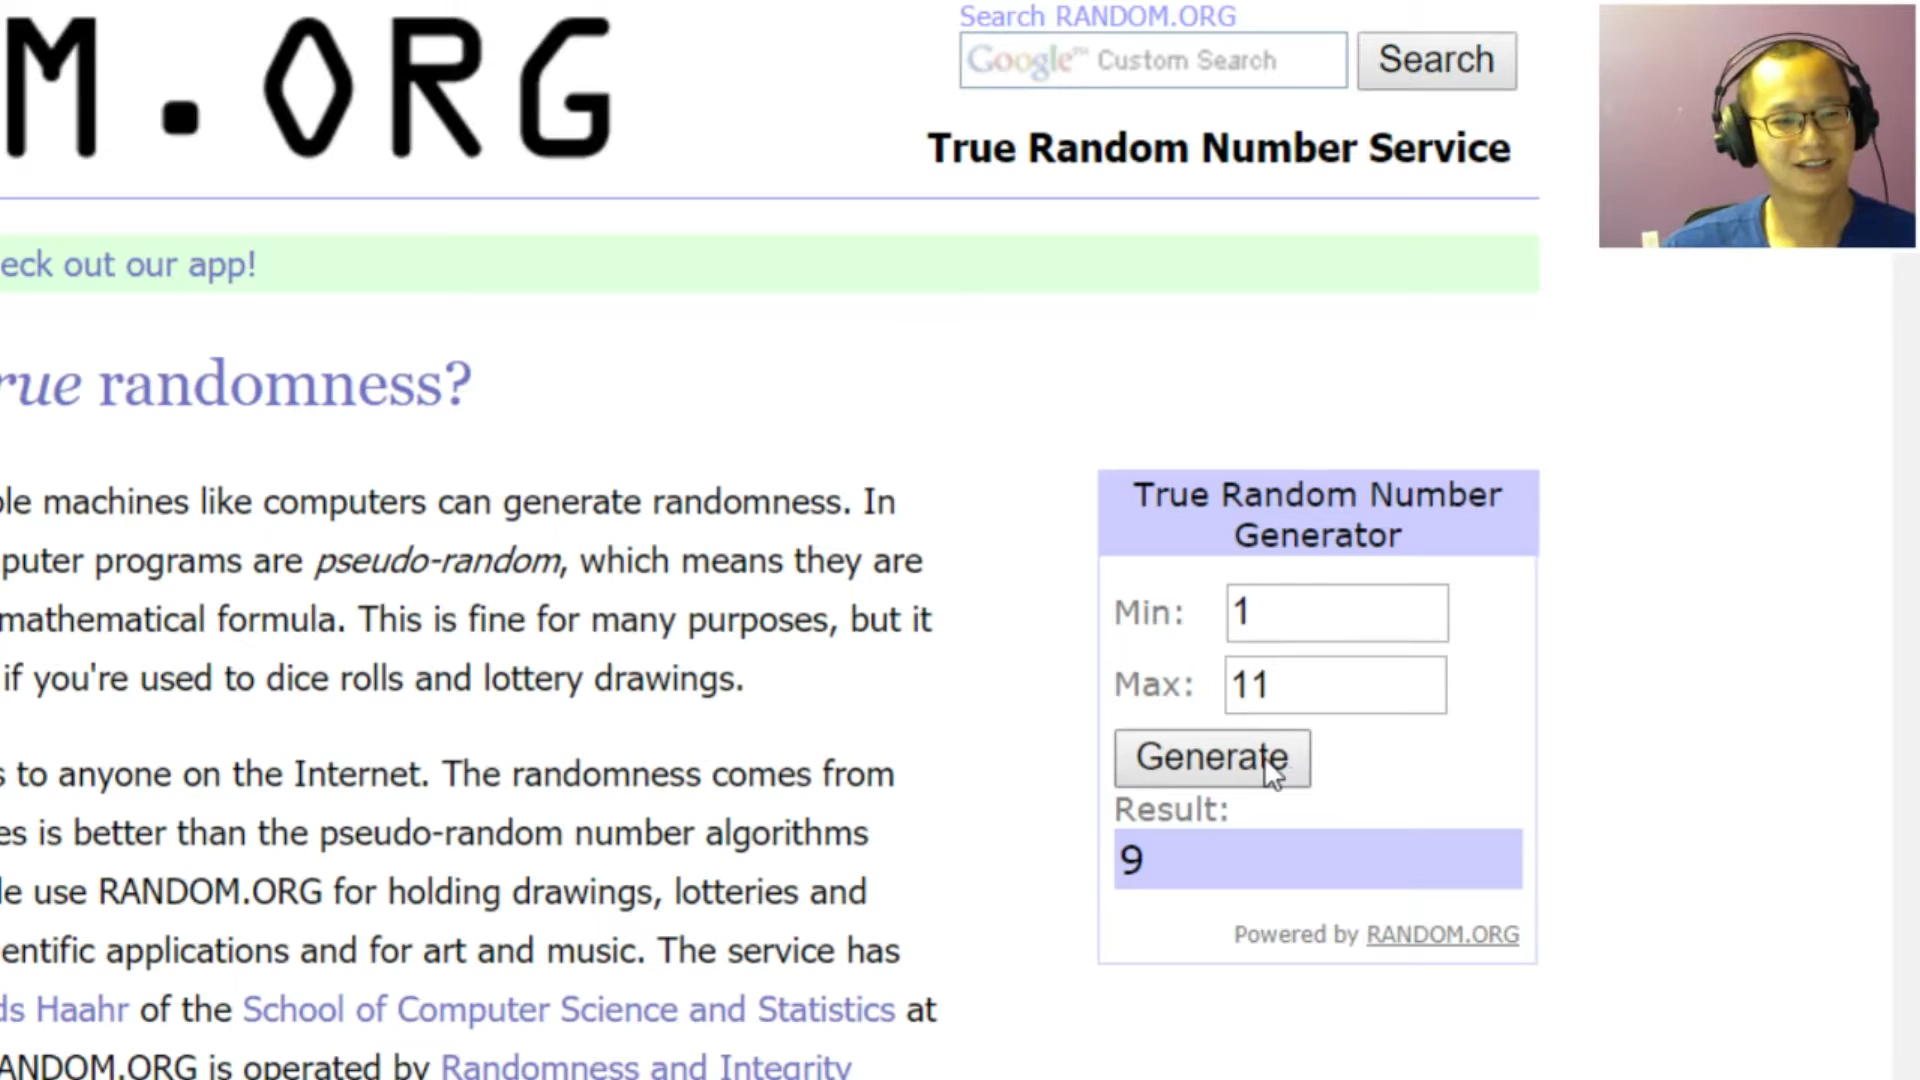 M.ORG
Search RANDOM.ORG
Google™ Custom Search
Search
True Random Number Service
eck out our app!
rue randomness?
ple machines like computers can generate randomness. In
puter programs are pseudo-random, which means they are
mathematical formula. This is fine for many purposes, but it
if you're used to dice rolls and lottery drawings.
s to anyone on the Internet. The randomness comes from
es is better than the pseudo-random number algorithms
le use RANDOM.ORG for holding drawings, lotteries and
entific applications and for art and music. The service has
ds Haahr of the School of Computer Science and Statistics at
ANDOM.ORG is operated by Randomness and Integrity
True Random Number
Generator
Min: 1
Max: 11
Generate
Result:
9
Powered by RANDOM.ORG